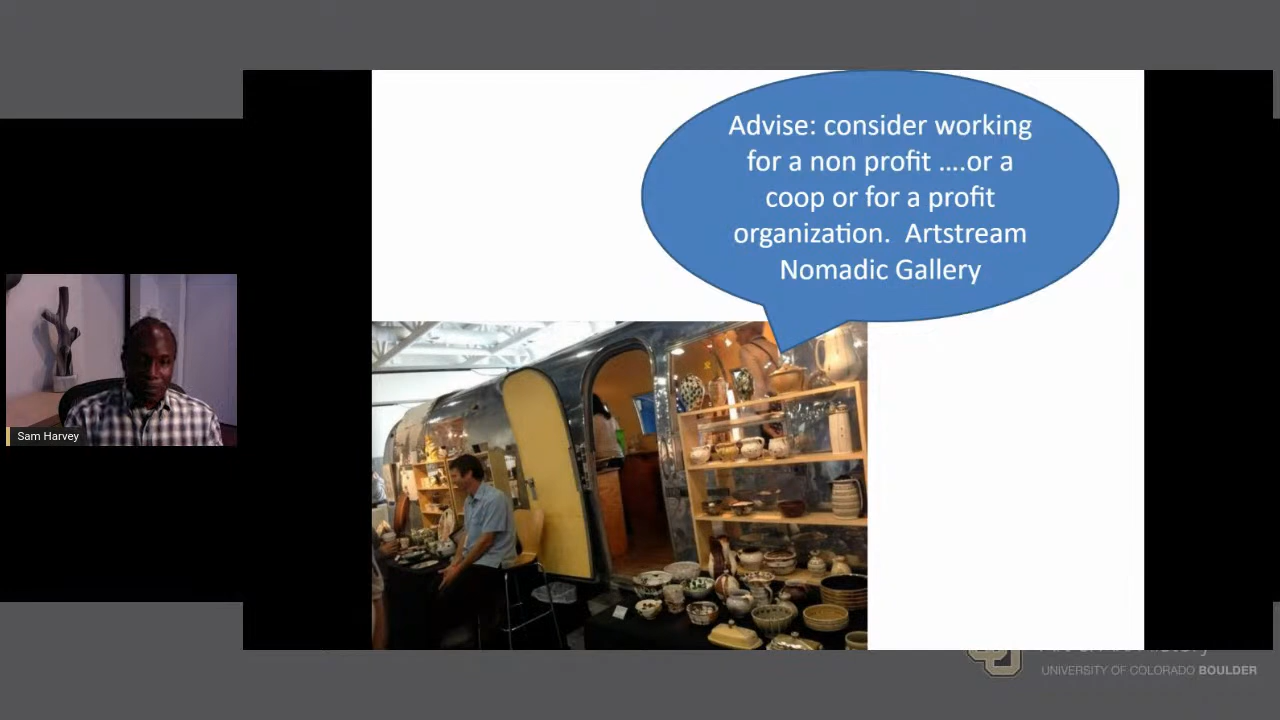 Advise: consider working
for a non profit ....or a
coop or for a profit
organization.  Artstream
Nomadic Gallery
Sam Harvey
UNIVERSITY OF COLORADO BOULDER